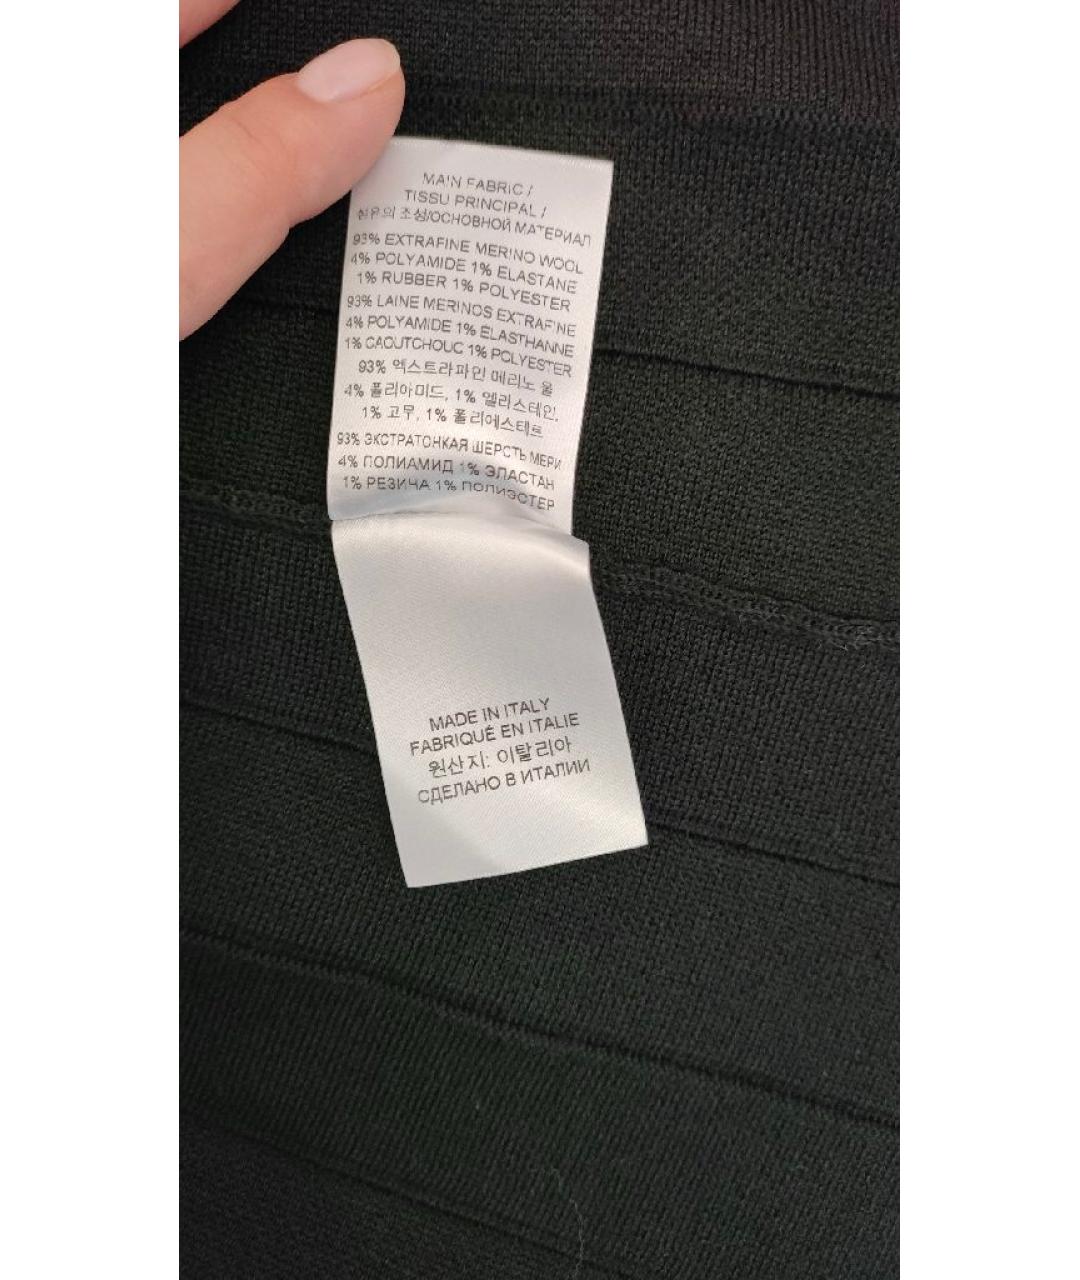 MAIN FABRIC /
TISSU PRINCIPAL /
섬유의 조성/ОСНОВНОЙ МАТЕРИАЛ
93% EXTRAFINE MERINO WOOL
4% POLYAMIDE 1% ELASTANE
1% RUBBER 1% POLYESTER
93% LAINE MERINOS EXTRAFINE
4% POLYAMIDE 1% ÉLASTHANNE
1% CAOUTCHOUC 1% POLYESTER
93% 엑스트라파인 메리노 울
4% 폴리아미드, 1% 엘라스테인,
1% 고무, 1% 폴리에스테르
93% ЭКСТРАТОНКАЯ ШЕРСТЬ МЕРИ
4% ПОЛИАМИД 1% ЭЛАСТАН
1% РЕЗИНА 1% ПОЛИЭСТЕР
MADE IN ITALY
FABRIQUÉ EN ITALIE
원산지: 이탈리아
СДЕЛАНО В ИТАЛИИ